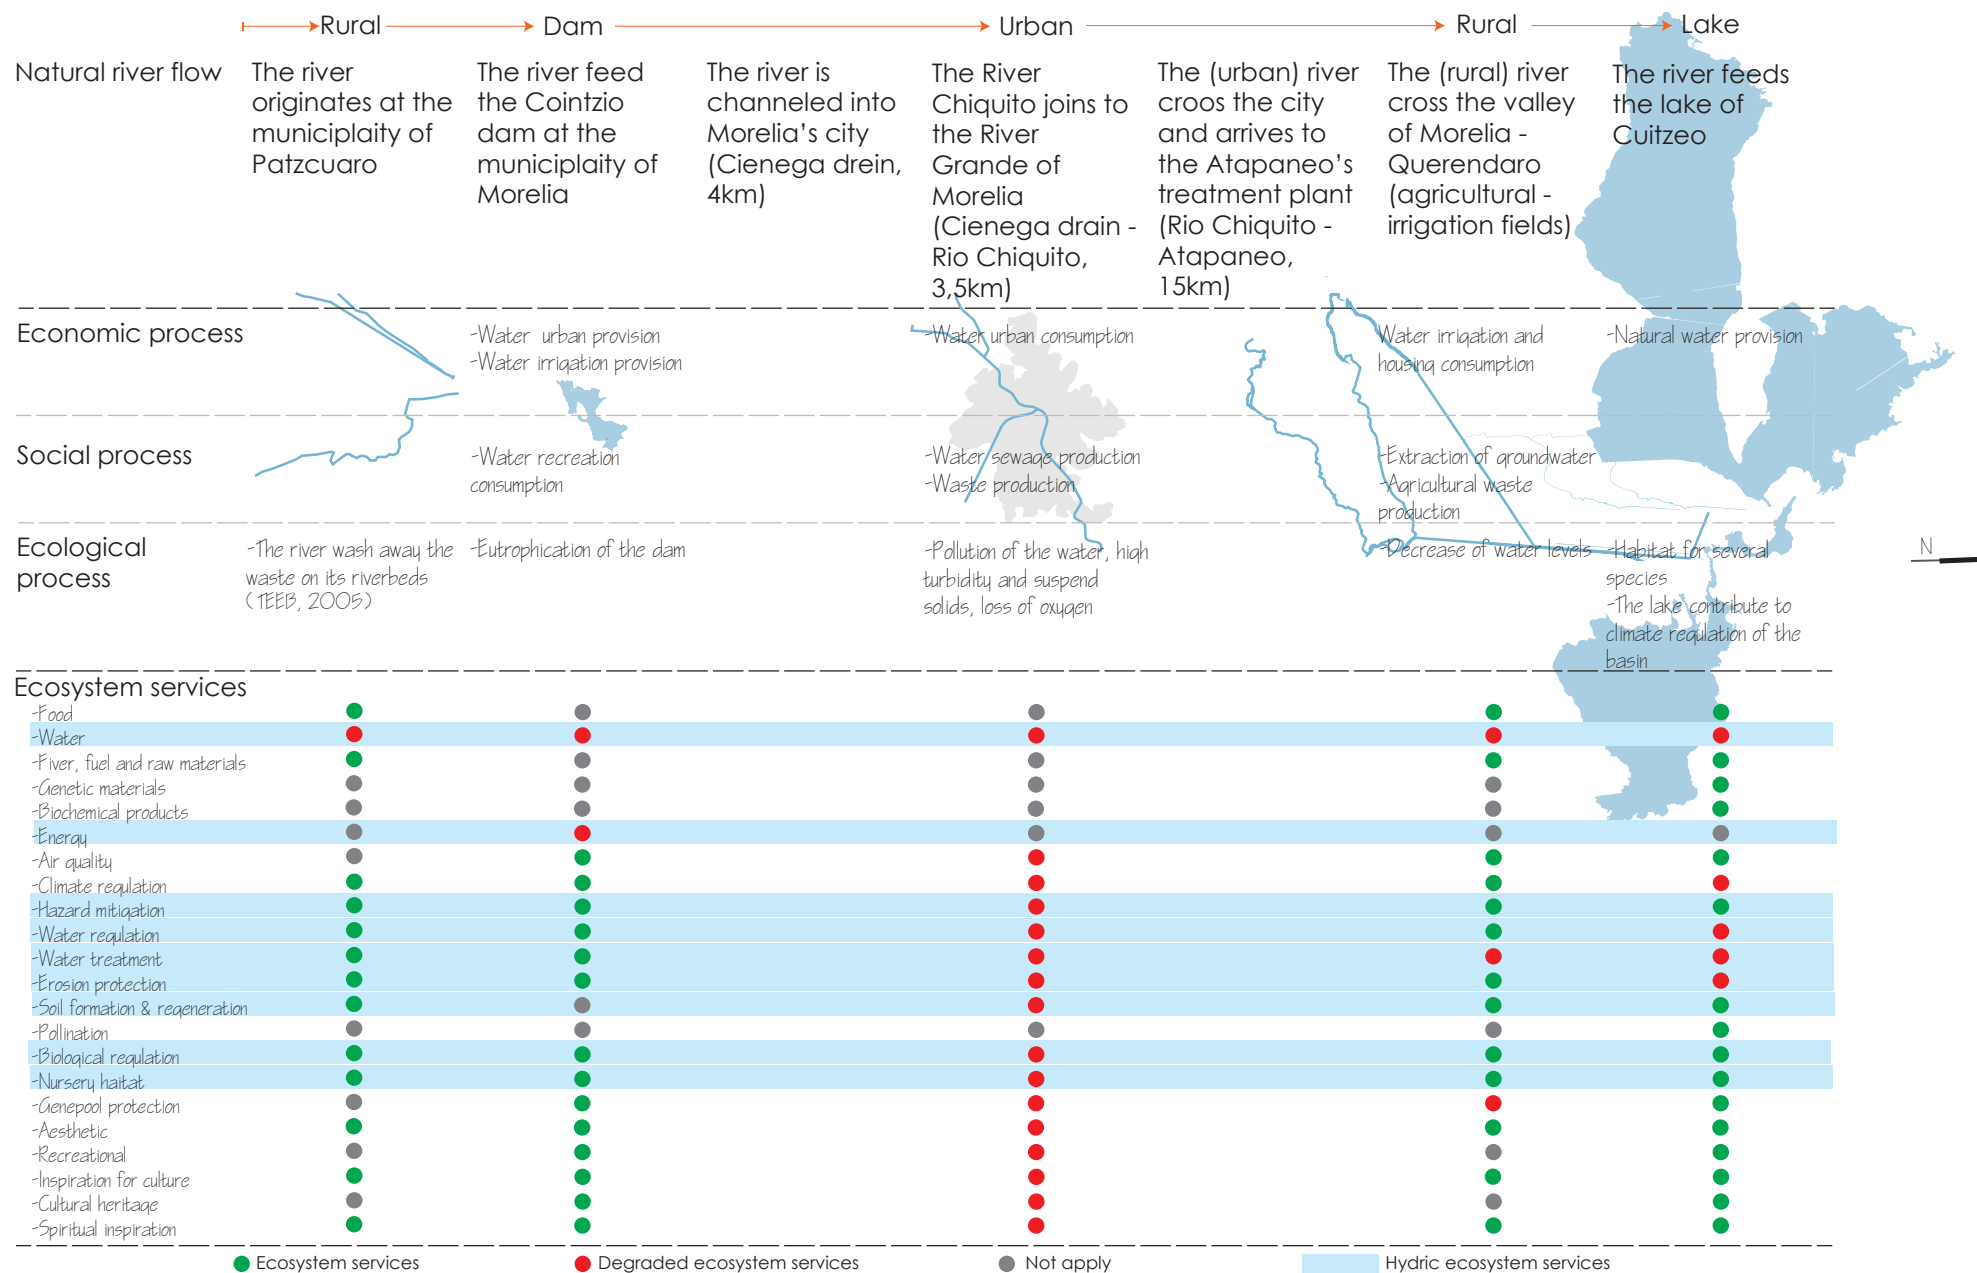 Rural
Dam
Urban
Rural
Lake
Natural river flow
The river
originates at the
municiplaity of
Patzcuaro
The river feed
the Cointzio
dam at the
municiplaity of
Morelia
The river is
channeled into
Morelia's city
(Cienega drein,
4km)
The River
Chiquito joins to
the River
Grande of
Morelia
(Cienega drain -
Rio Chiquito,
3,5km)
The (urban) river
croos the city
and arrives to
the Atapaneo's
treatment plant
(Rio Chiquito -
Atapaneo,
15km)
The (rural) river
cross the valley
of Morelia -
Querendaro
(agricultural -
irrigation fields)
The river feeds
the lake of
Cuitzeo
Economic process
-Water urban provision
-Water irrigation provision
-Water urban consumption
Water irrigation and
housing consumption
-Natural water provision
Social process
-Water recreation
consumption
-Water sewage production
-Waste production
-Extraction of groundwater
-Agricultural waste
production
Ecological
process
-The river wash away the
waste on its riverbeds
(TEEB, 2005)
-Eutrophication of the dam
-Pollution of the water, high
turbidity and suspend
solids, loss of oxygen
-Decrease of water levels
-Habitat for several
species
-The lake contribute to
climate regulation of the
basin
N
Ecosystem services
-Food
-Water
-Fiver, fuel and raw materials
-Genetic materials
-Biochemical products
-Energy
-Air quality
-Climate regulation
-Hazard mitigation
-Water regulation
-Water treatment
-Erosion protection
-Soil formation & regeneration
-Pollination
-Biological regulation
-Nursery haitat
-Genepool protection
-Aesthetic
-Recreational
-Inspiration for culture
-Cultural heritage
-Spiritual inspiration
Ecosystem services
Degraded ecosystem services
Not apply
Hydric ecosystem services